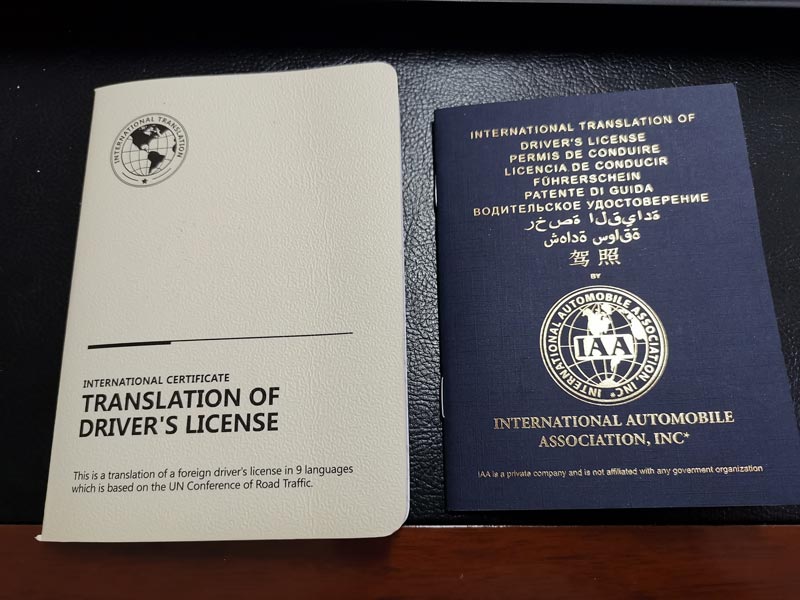 INTERNATIONAL TRANSLATION
INTERNATIONAL CERTIFICATE
TRANSLATION OF
DRIVER'S LICENSE
This is a translation of a foreign driver's license in 9 languages
which is based on the UN Conference of Road Traffic.
INTERNATIONAL TRANSLATION OF
DRIVER'S LICENSE
PERMIS DE CONDUIRE
LICENCIA DE CONDUCIR
FÜHRERSCHEIN
PATENTE DI GUIDA
ВОДИТЕЛЬСКОЕ УДОСТОВЕРЕНИЕ
رخصة القيادة
شهادة سواقة
驾照
BY
INTERNATIONAL AUTOMOBILE ASSOCIATION, INC*
IAA
INTERNATIONAL AUTOMOBILE
ASSOCIATION, INC*
IAA is a private company and is not affiliated with any goverment organization